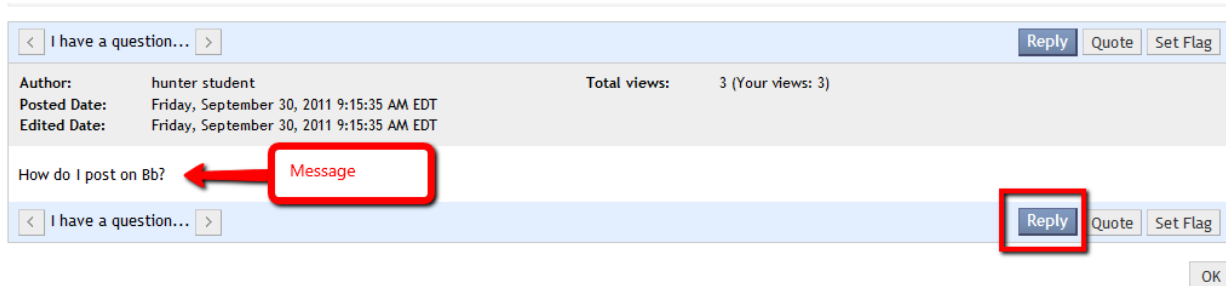 < I have a question... > Reply Quote Set Flag
Author: hunter student Total views: 3 (Your views: 3)
Posted Date: Friday, September 30, 2011 9:15:35 AM EDT
Edited Date: Friday, September 30, 2011 9:15:35 AM EDT
How do I post on Bb? Message
< I have a question... > Reply Quote Set Flag
OK